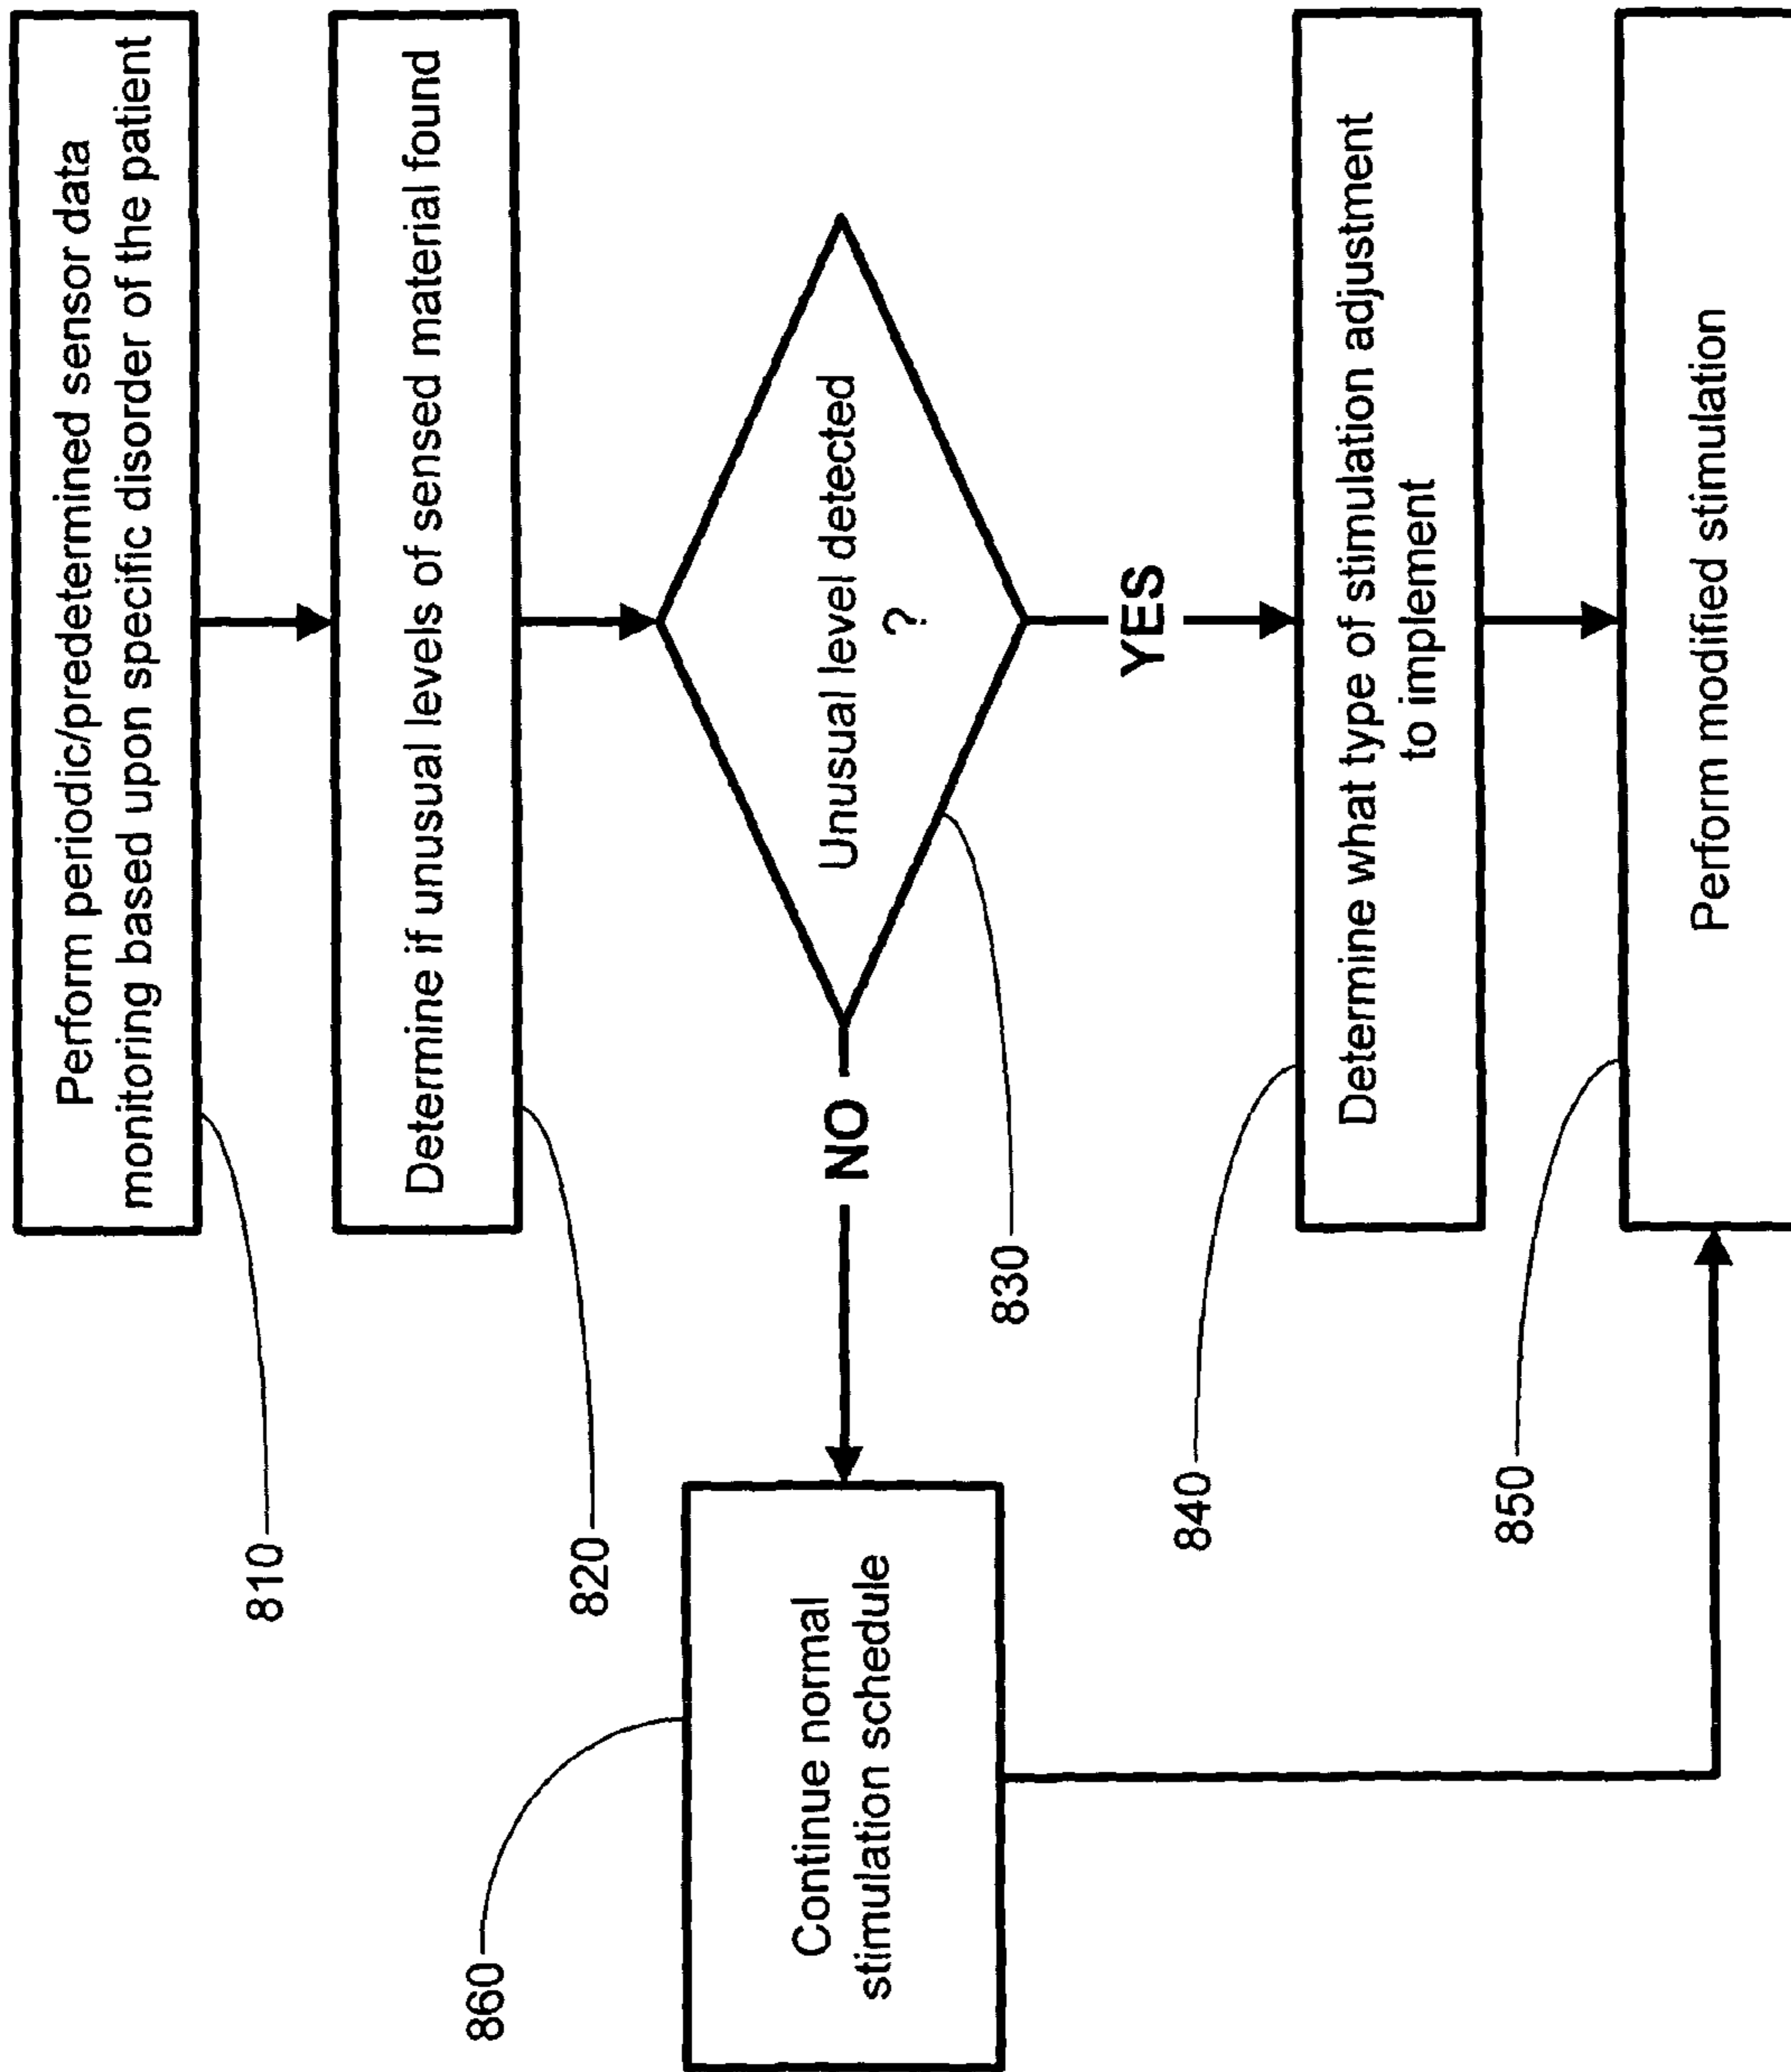 Perform periodic/predetermined sensor data
monitoring based upon specific disorder of the patient
810
Determine if unusual levels of sensed material found
820
Unusual level detected
?
830
NO
YES
Continue normal
stimulation schedule
860
Determine what type of stimulation adjustment
to implement
840
Perform modified stimulation
850